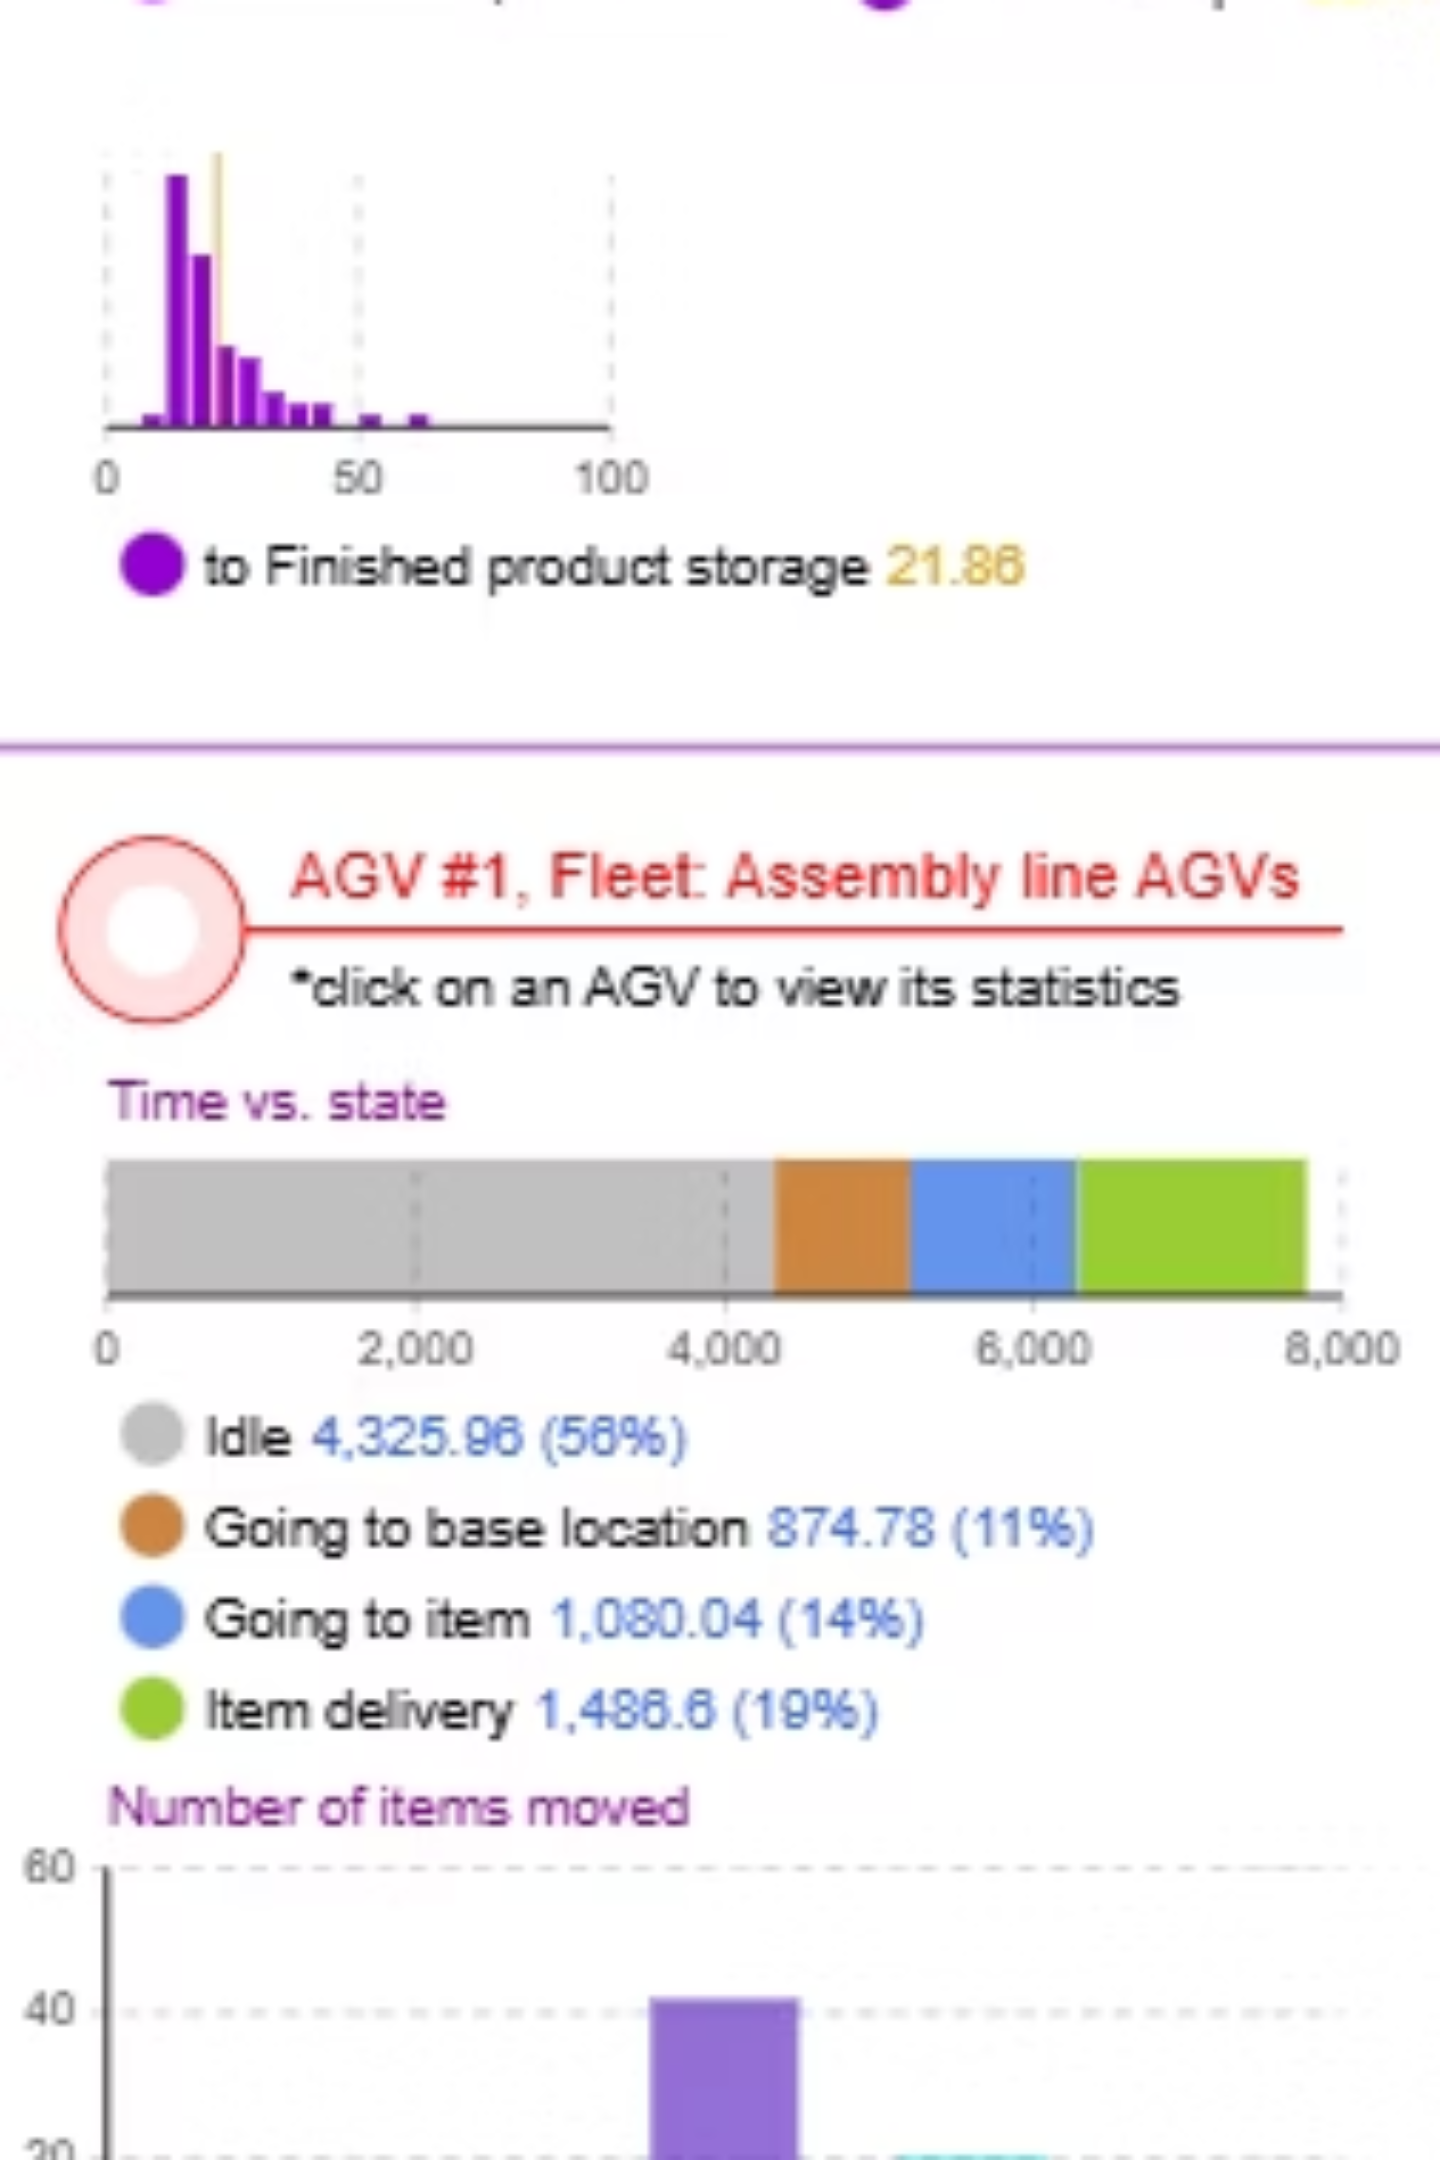 0 50 100
to Finished product storage 21.86
AGV #1, Fleet: Assembly line AGVs
*click on an AGV to view its statistics
Time vs. state
0 2,000 4,000 6,000 8,000
Idle 4,325.96 (56%)
Going to base location 874.78 (11%)
Going to item 1,080.04 (14%)
Item delivery 1,486.6 (19%)
Number of items moved
60
40